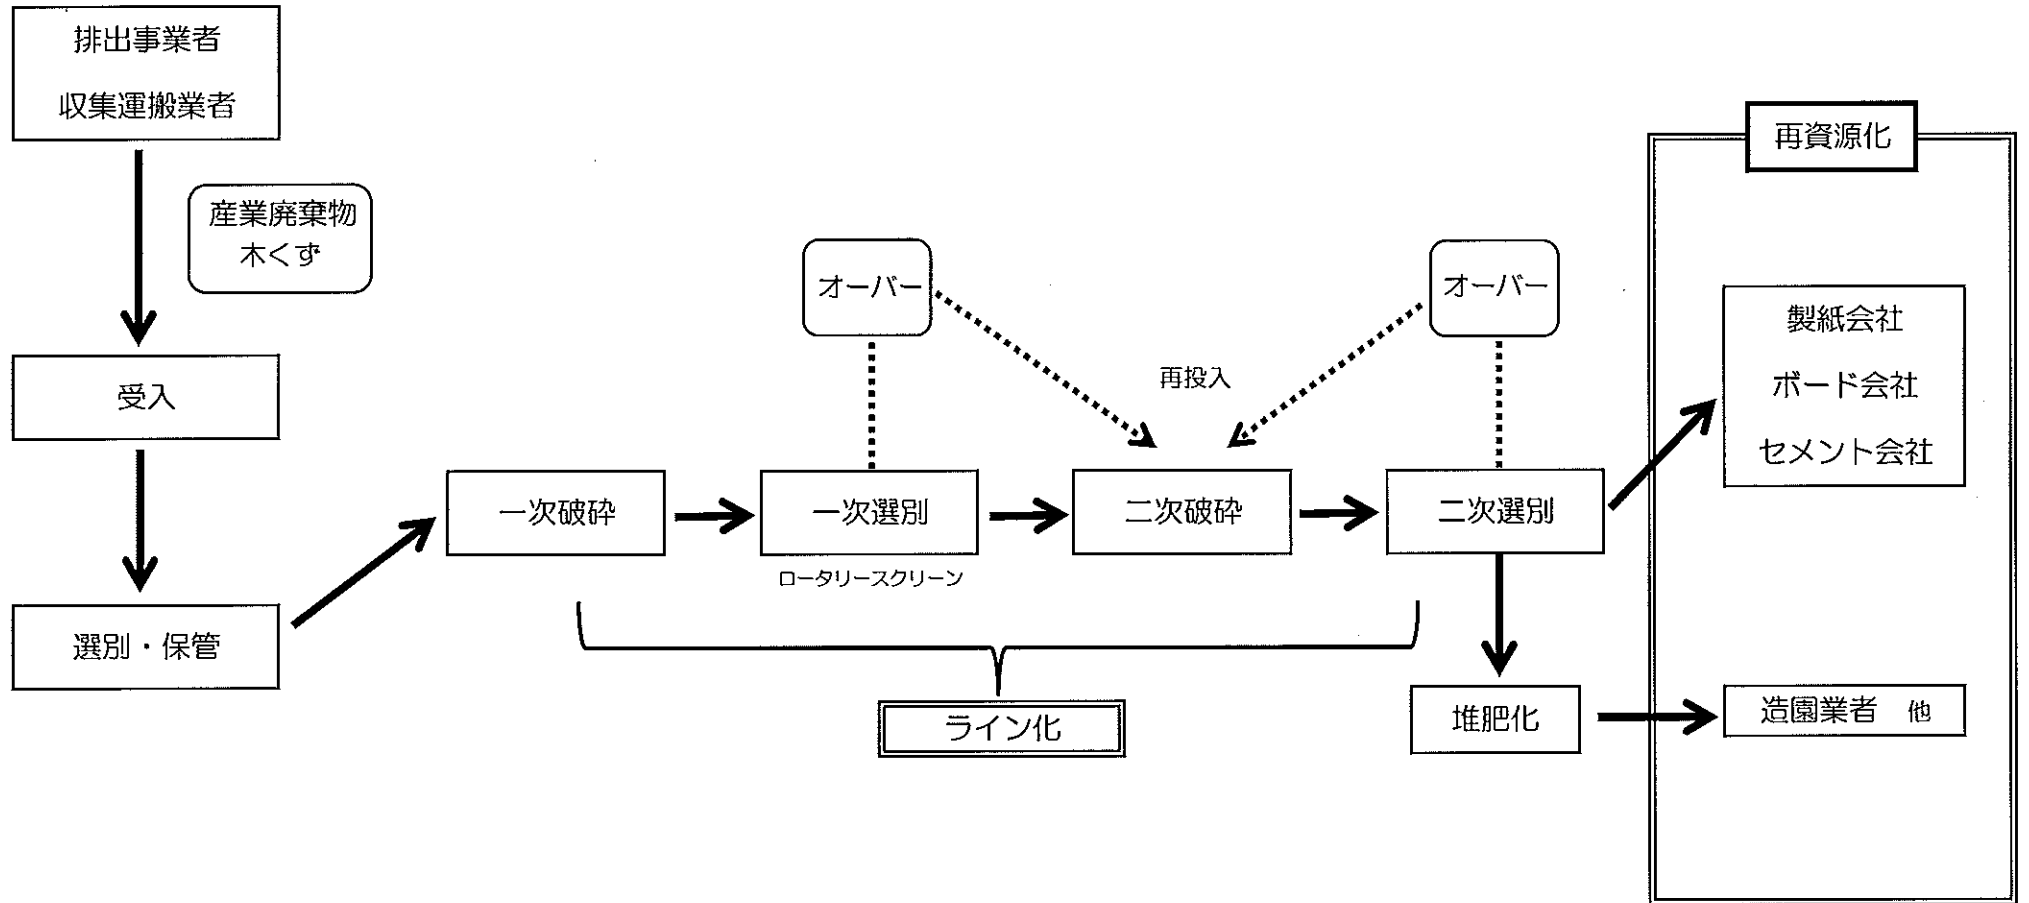 排出事業者
収集運搬業者
産業廃棄物
木くず
受入
選別・保管
一次破砕
一次選別
ロータリースクリーン
オーバー
再投入
二次破砕
オーバー
二次選別
ライン化
堆肥化
再資源化
製紙会社
ボード会社
セメント会社
造園業者　他